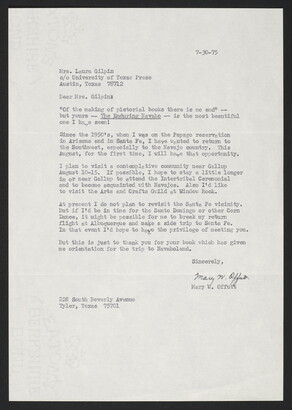 7-30-75
Mrs. Laura Gilpin
c/o University of Texas Press
Austin, Texas 78712
Dear Mrs. Gilpin:
"Of the making of pictorial books there is no end" --
but yours -- The Enduring Navaho -- is the most beautiful
one I have seen!
Since the 1930's, when I was on the Papago reservation
in Arizona and in Santa Fe, I have wanted to return to
the Southwest, especially to the Navajo country. This
August, for the first time, I will have that opportunity.
I plan to visit a contemplative community near Gallup
August 10-15. If possible, I hope to stay a little longer
in or near Gallup to attend the Intertribal Ceremonial
and to become acquainted with Navajos. Also I'd like
to visit the Arts and Crafts Guild at Window Rock.
At present I do not plan to revisit the Santa Fe vicinity.
But if I'd be in time for the Santo Domingo or other Corn
Dance, it might be possible for me to break my return
flight at Albuquerque and make a side trip to Santa Fe.
In that event I'd hope to have the privilege of meeting you.
But this is just to thank you for your book which has given
me orientation for the trip to Navaholand.
Sincerely,
Mary W. Offutt
Mary W. Offutt
228 South Beverly Avenue
Tyler, Texas 75701